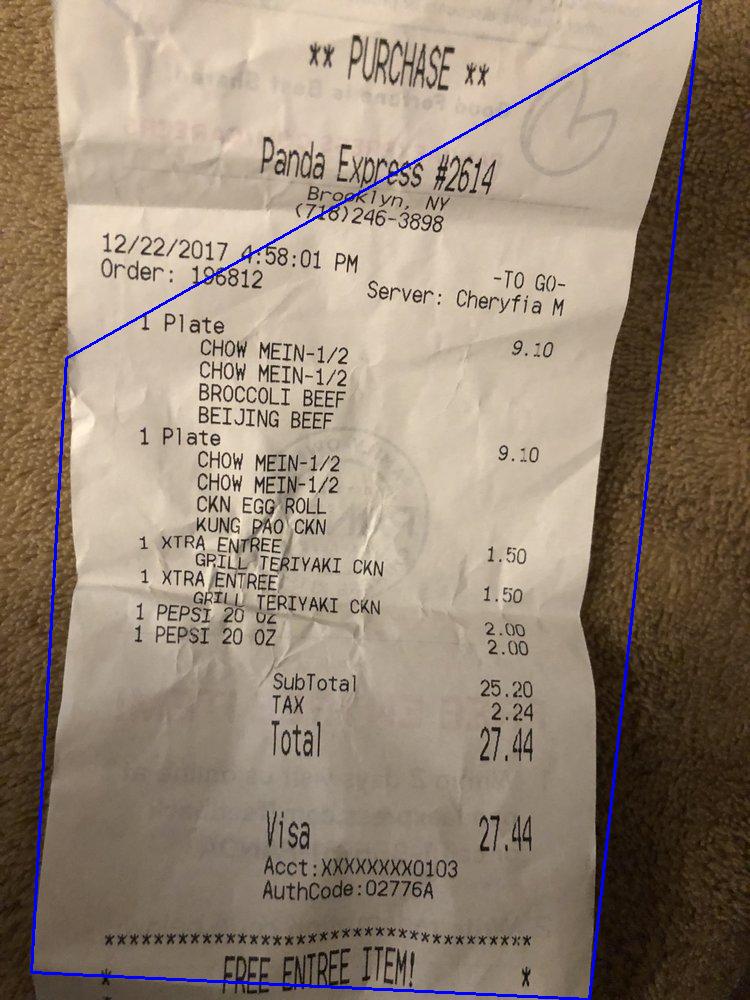 ** PURCHASE **
Panda Express #2614
Brooklyn, NY
(718)246-3898
12/22/2017 4:58:01 PM
-TO GO-
Order: 196812
Server: Cheryfia M
1 Plate 9.10
CHOW MEIN-1/2
CHOW MEIN-1/2
BROCCOLI BEEF
BEIJING BEEF
1 Plate 9.10
CHOW MEIN-1/2
CHOW MEIN-1/2
CKN EGG ROLL
KUNG PAO CKN
1 XTRA ENTREE 1.50
GRILL TERIYAKI CKN
1 XTRA ENTREE 1.50
GRILL TERIYAKI CKN
1 PEPSI 20 OZ 2.00
1 PEPSI 20 OZ 2.00
SubTotal 25.20
TAX 2.24
Total 27.44
Visa 27.44
Acct:XXXXXXXX0103
AuthCode:02776A
********************************************
* FREE ENTREE ITEM! *